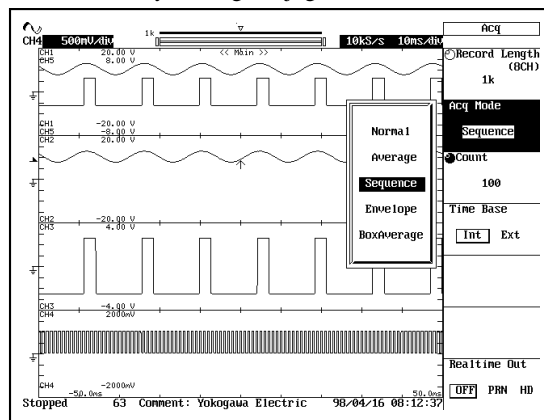 Acq
CH4 500mV/div
1k
10kS/s 10ms/div
<< Main >>
CH1 20.00 V
CH5 8.00 V
CH1 -20.00 V
CH5 -8.00 V
CH2 20.00 V
CH2 -20.00 V
CH3 4.00 V
CH3 -4.00 V
CH4 2000mV
CH4 -2000mV
-50.0ms
50.0ms
Stopped 63 Comment: Yokogawa Electric 98/04/16 08:12:37
Normal
Average
Sequence
Envelope
BoxAverage
Record Length
(8CH)
1k
Acq Mode
Sequence
Count
100
Time Base
Int Ext
Realtime Out
OFF PRN HD